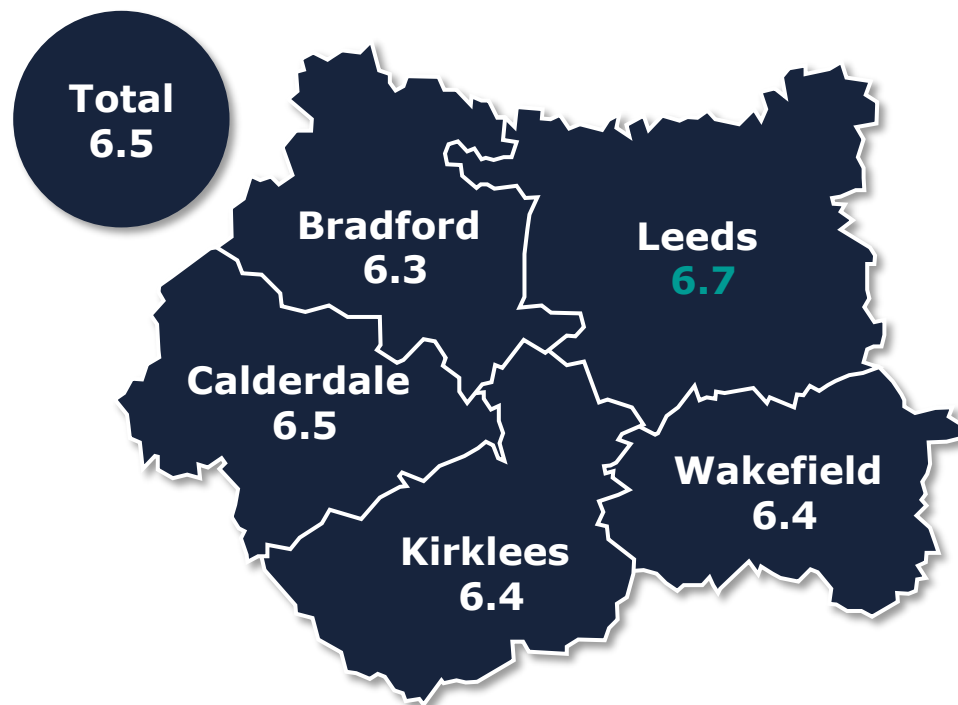 Total
6.5
Bradford
6.3
Leeds
6.7
Calderdale
6.5
Wakefield
6.4
Kirklees
6.4